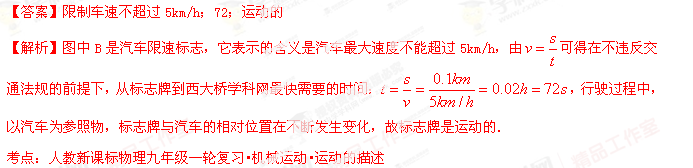 【答案】限制车速不超过 5km/h；72；运动的
【解析】图中 B 是汽车限速标志，它表示的含义是汽车最大速度不能超过 5km/h，由 v = s/t 可得在不违反交
通法规的前提下，从标志牌到西大桥学科网最快需要的时间：t = s/v = 0.1km/5km/h = 0.02h = 72s，行驶过程中，
以汽车为参照物，标志牌与汽车的相对位置在不断发生变化，故标志牌是运动的．
考点：人教新课标物理九年级一轮复习•机械运动•运动的描述